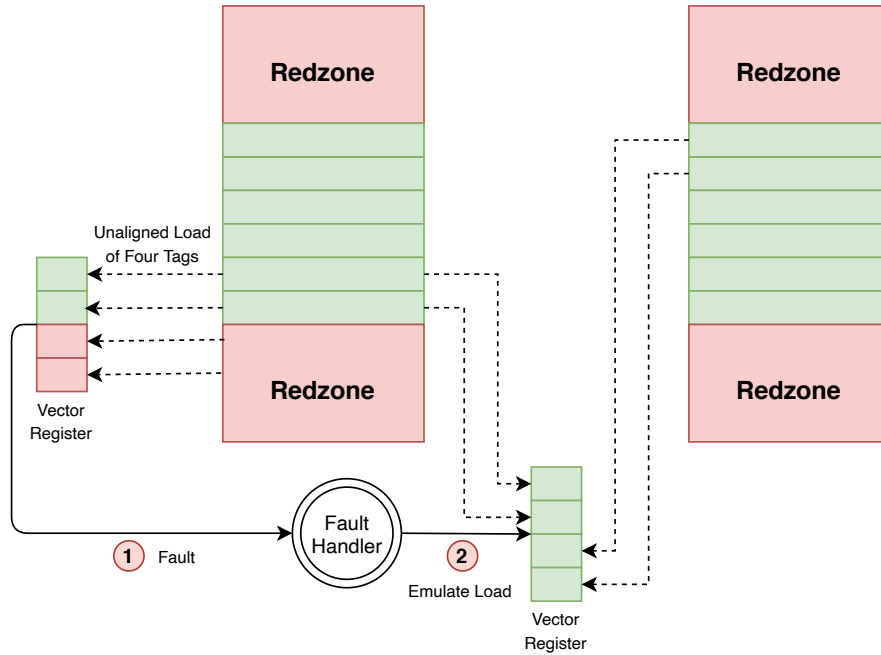 Redzone
Redzone
Unaligned Load
of Four Tags
Redzone
Redzone
Vector
Register
Fault
Handler
1
Fault
2
Emulate Load
Vector
Register